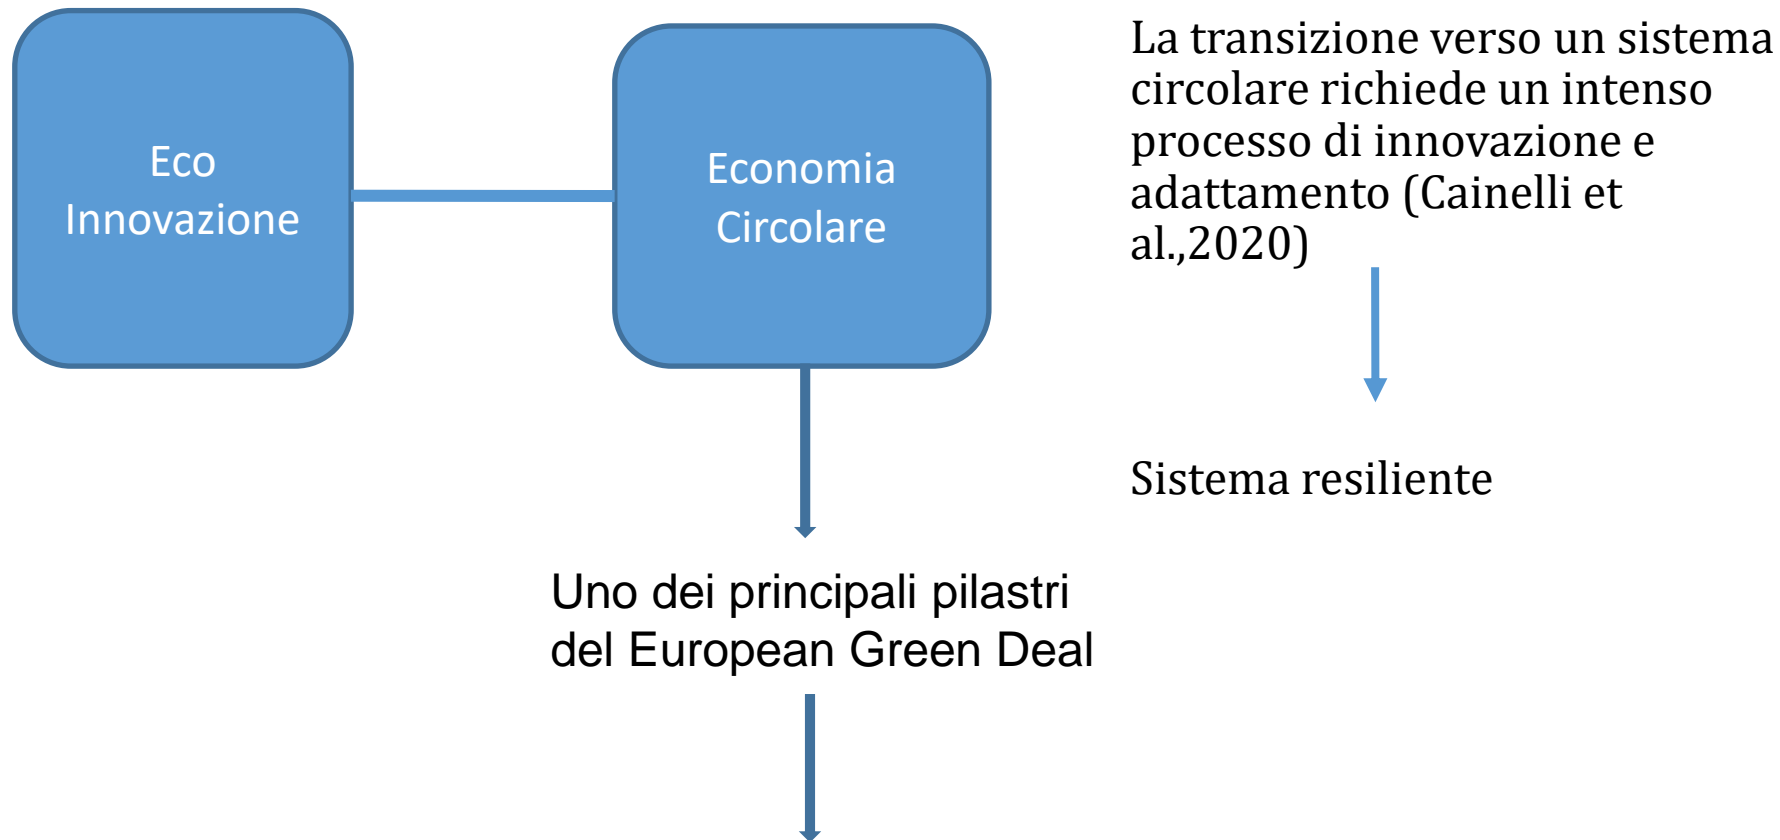 Eco
Innovazione
Economia
Circolare
La transizione verso un sistema
circolare richiede un intenso
processo di innovazione e
adattamento (Cainelli et
al.,2020)
Sistema resiliente
Uno dei principali pilastri
del European Green Deal